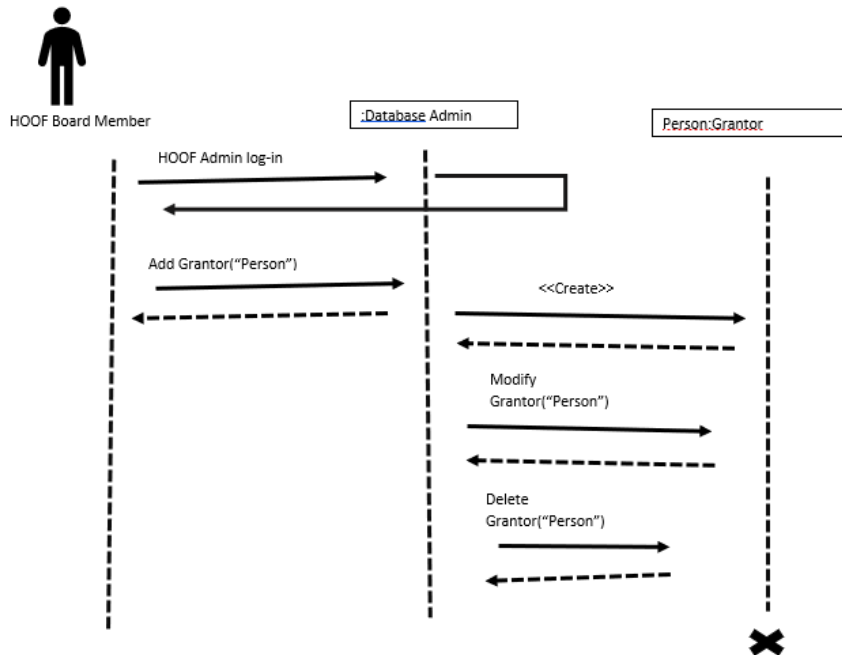 HOOF Board Member
:Database Admin
Person:Grantor
HOOF Admin log-in
Add Grantor(“Person”)
<<Create>>
Modify
Grantor(“Person”)
Delete
Grantor(“Person”)